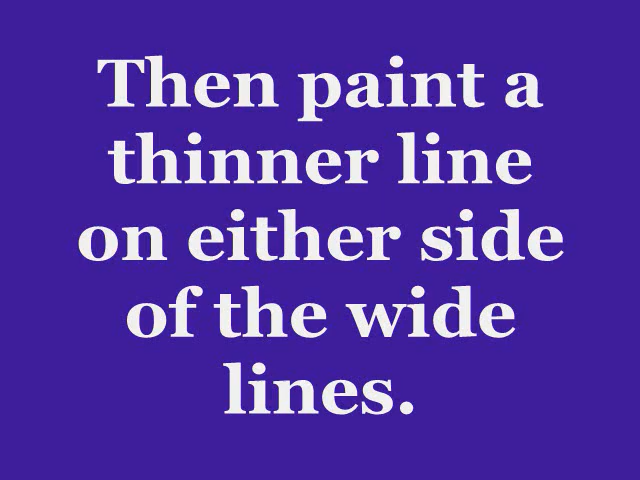 Then paint a
thinner line
on either side
of the wide
lines.